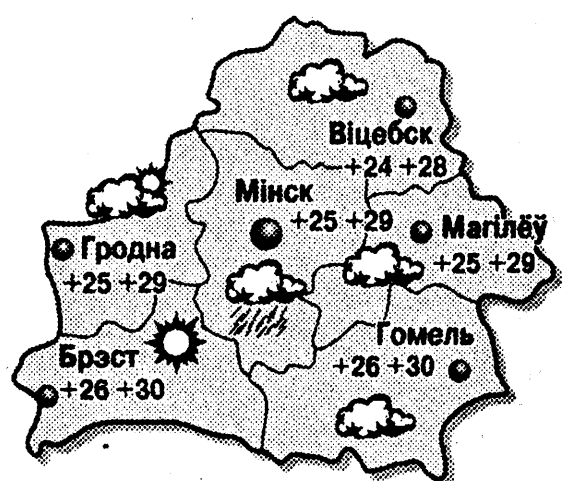 Віцебск
+24 +28
Мінск
+25 +29
Магілёў
+25 +29
Гродна
+25 +29
Гомель
+26 +30
Брэст
+26 +30